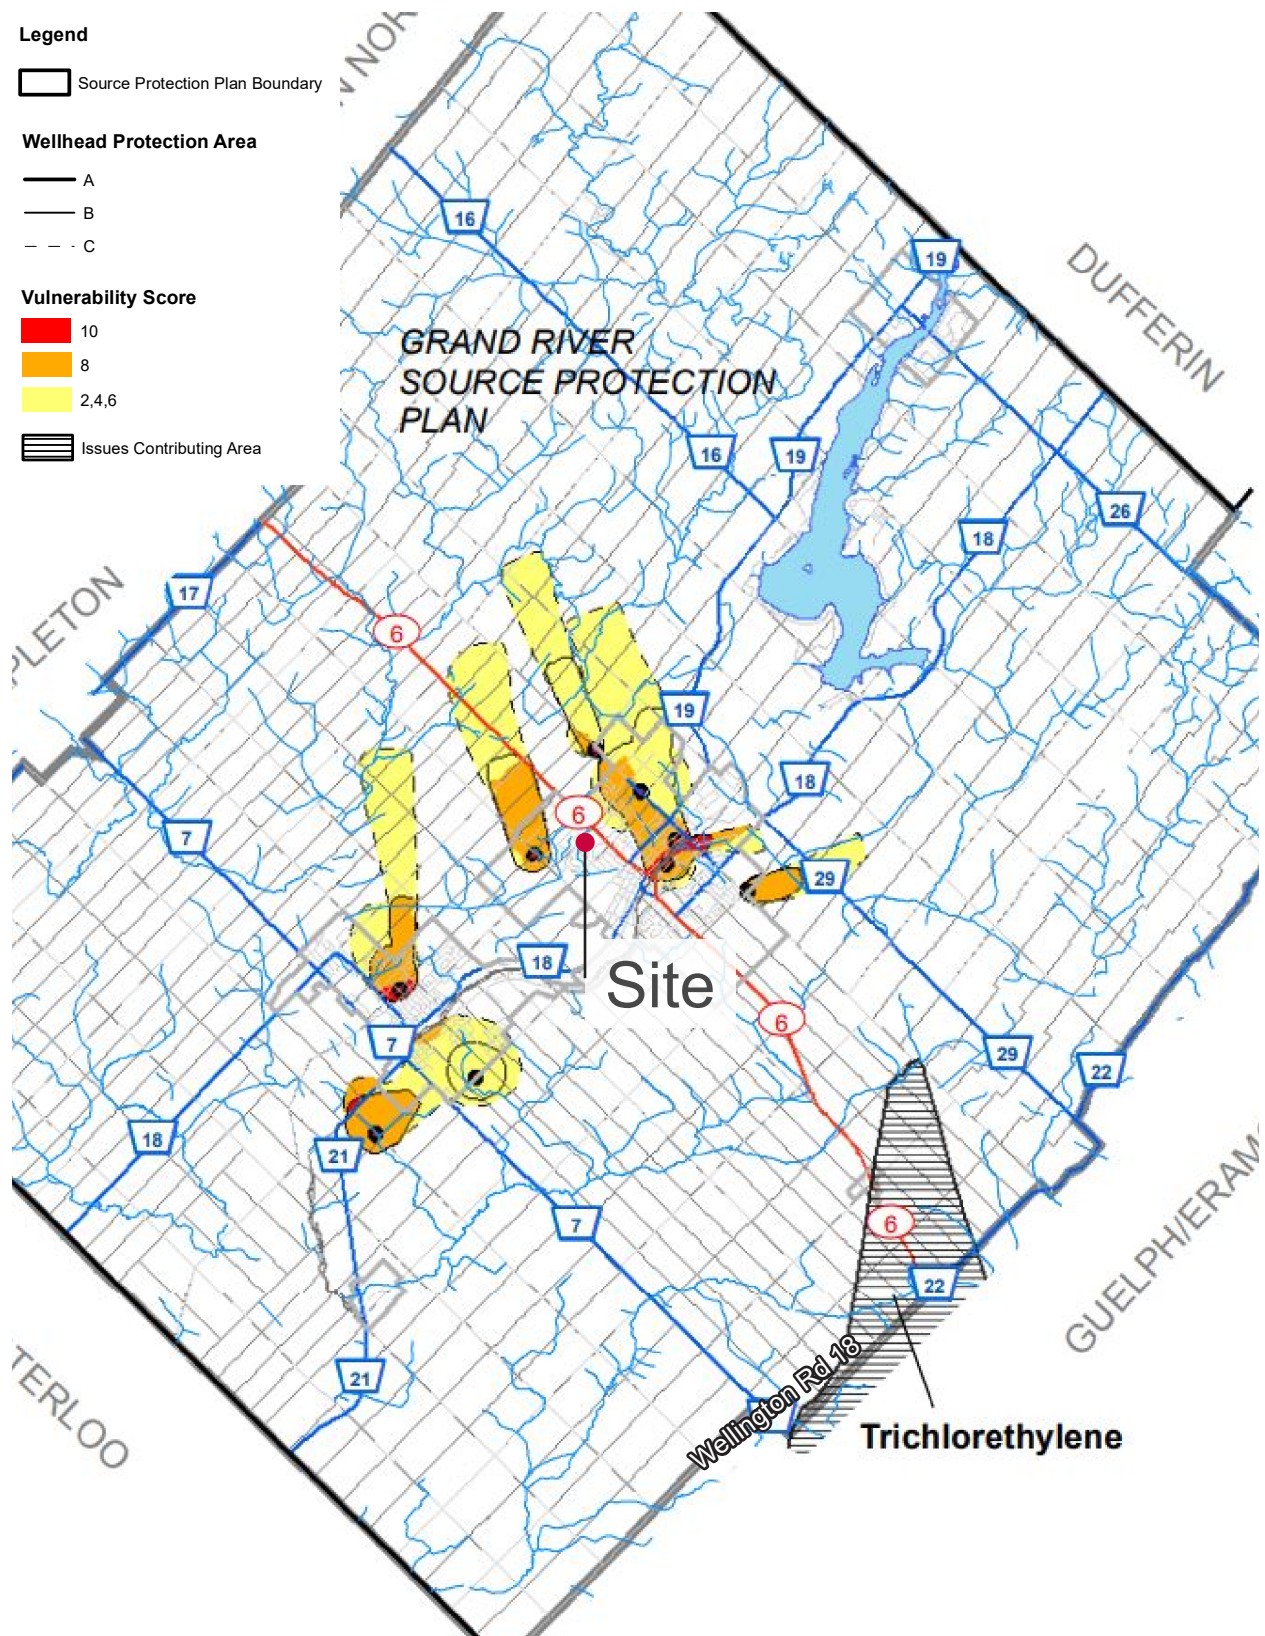 Legend
Source Protection Plan Boundary
Wellhead Protection Area
A
B
C
Vulnerability Score
10
8
2,4,6
Issues Contributing Area
N NOR
16
19
DUFFERIN
GRAND RIVER
SOURCE PROTECTION
PLAN
16
19
26
18
17
PLETON
6
19
18
7
6
29
18
Site
6
7
29
22
18
21
7
6
22
GUELPH/ERAM
21
TERLOO
Wellington Rd 18
Trichlorethylene